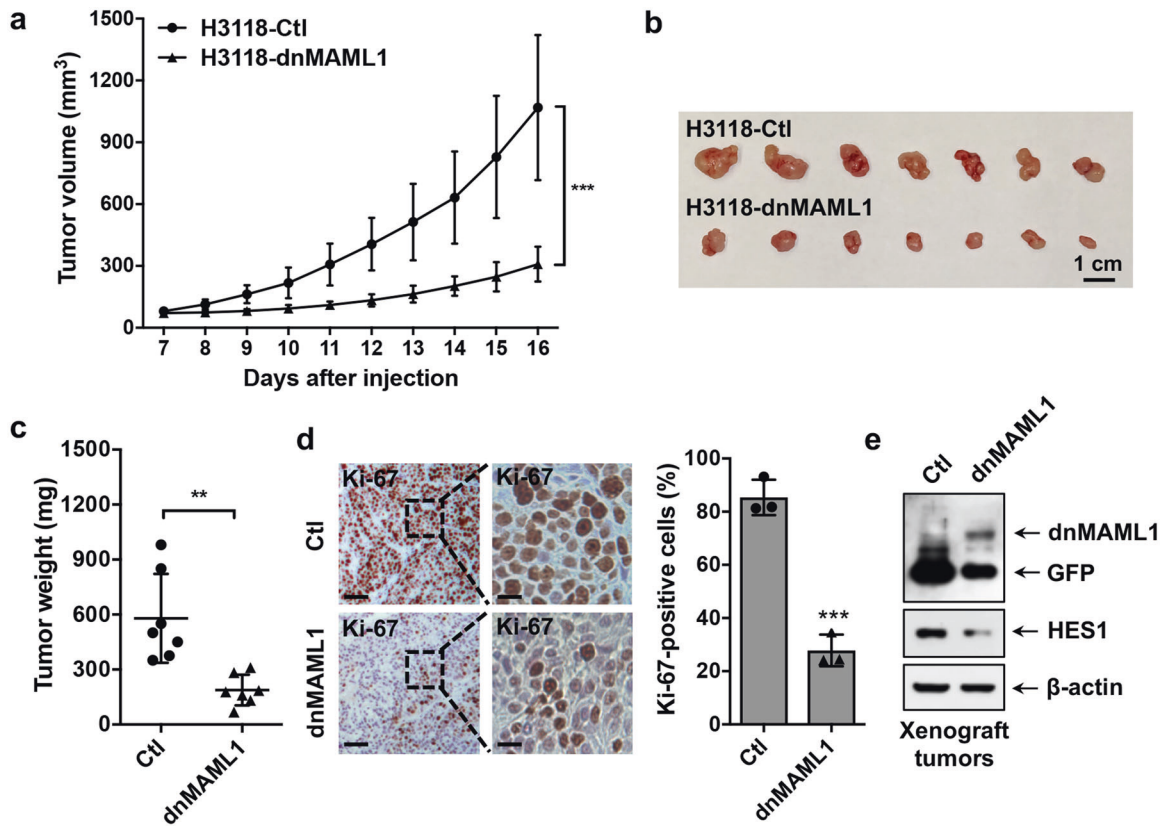 a
H3118-Ctl
H3118-dnMAML1
Tumor volume (mm³)
1500
1200
900
600
300
0
7 8 9 10 11 12 13 14 15 16
Days after injection
***
b
H3118-Ctl
H3118-dnMAML1
1 cm
c
Tumor weight (mg)
1500
1200
900
600
300
0
**
Ctl
dnMAML1
d
Ctl
Ki-67
Ki-67
dnMAML1
Ki-67
Ki-67
Ki-67-positive cells (%)
100
80
60
40
20
0
***
Ctl
dnMAML1
e
Ctl
dnMAML1
dnMAML1
GFP
HES1
β-actin
Xenograft
tumors